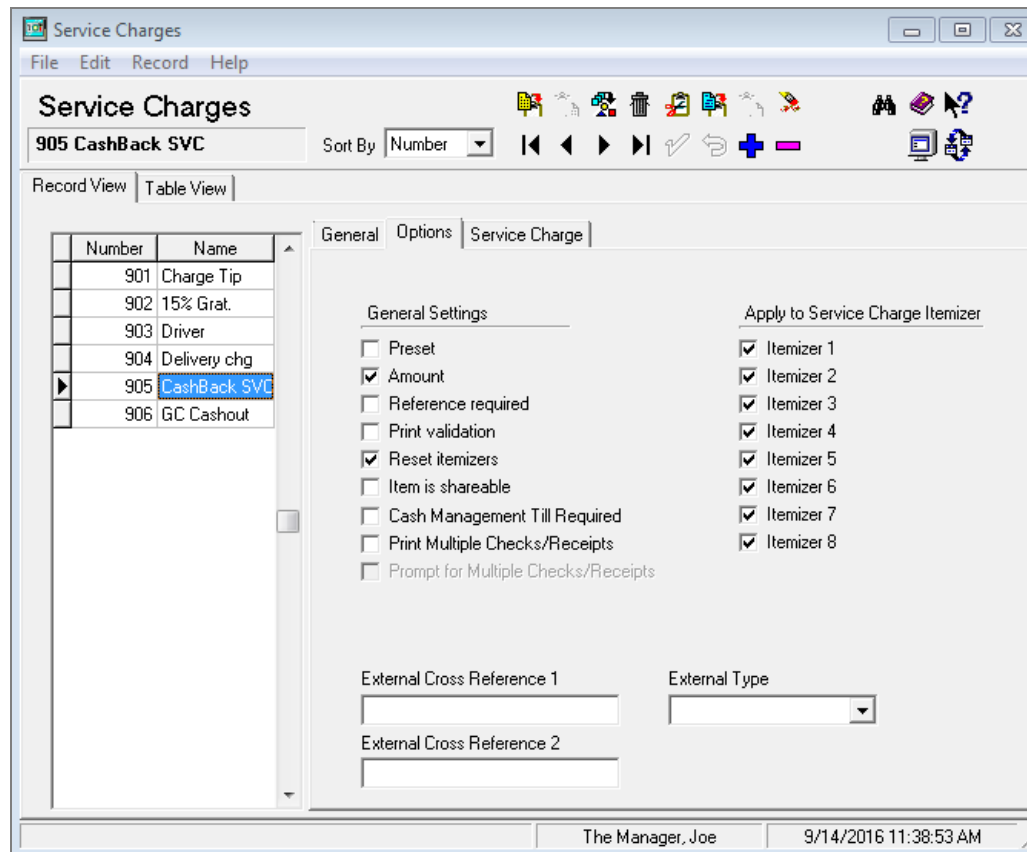 Service Charges
File Edit Record Help
Service Charges
905 CashBack SVC
Sort By Number
Record View Table View
General Options Service Charge
Number Name
901 Charge Tip
902 15% Grat.
903 Driver
904 Delivery chg
905 CashBack SVC
906 GC Cashout
General Settings
Preset
Amount
Reference required
Print validation
Reset itemizers
Item is shareable
Cash Management Till Required
Print Multiple Checks/Receipts
Prompt for Multiple Checks/Receipts
Apply to Service Charge Itemizer
Itemizer 1
Itemizer 2
Itemizer 3
Itemizer 4
Itemizer 5
Itemizer 6
Itemizer 7
Itemizer 8
External Cross Reference 1
External Type
External Cross Reference 2
The Manager, Joe
9/14/2016 11:38:53 AM